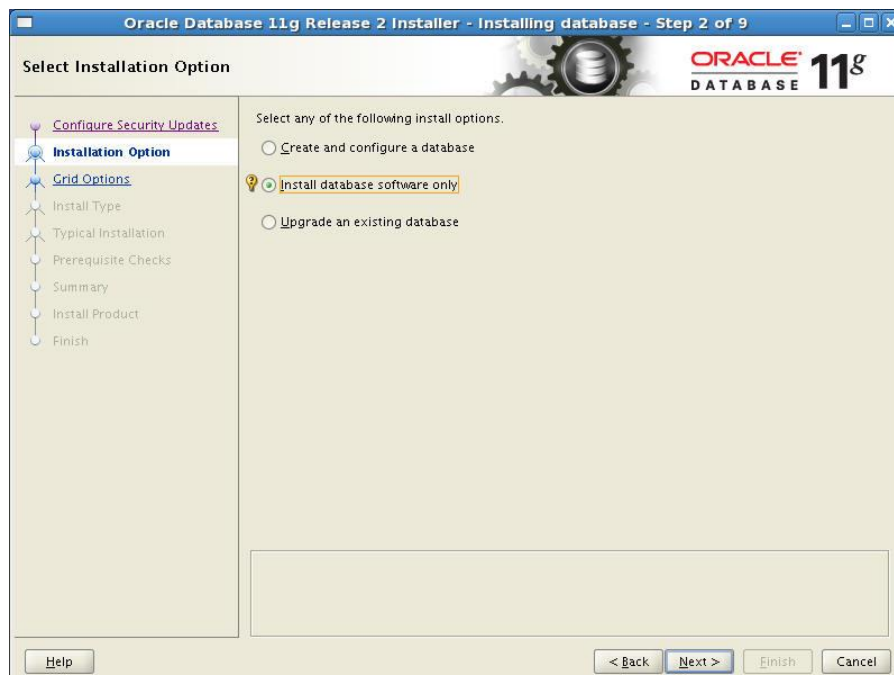 Oracle Database 11g Release 2 Installer - Installing database - Step 2 of 9
Select Installation Option
ORACLE
DATABASE 11g
Configure Security Updates
Installation Option
Grid Options
Install Type
Typical Installation
Prerequisite Checks
Summary
Install Product
Finish
Select any of the following install options.
Create and configure a database
Install database software only
Upgrade an existing database
Help
< Back
Next >
Finish
Cancel